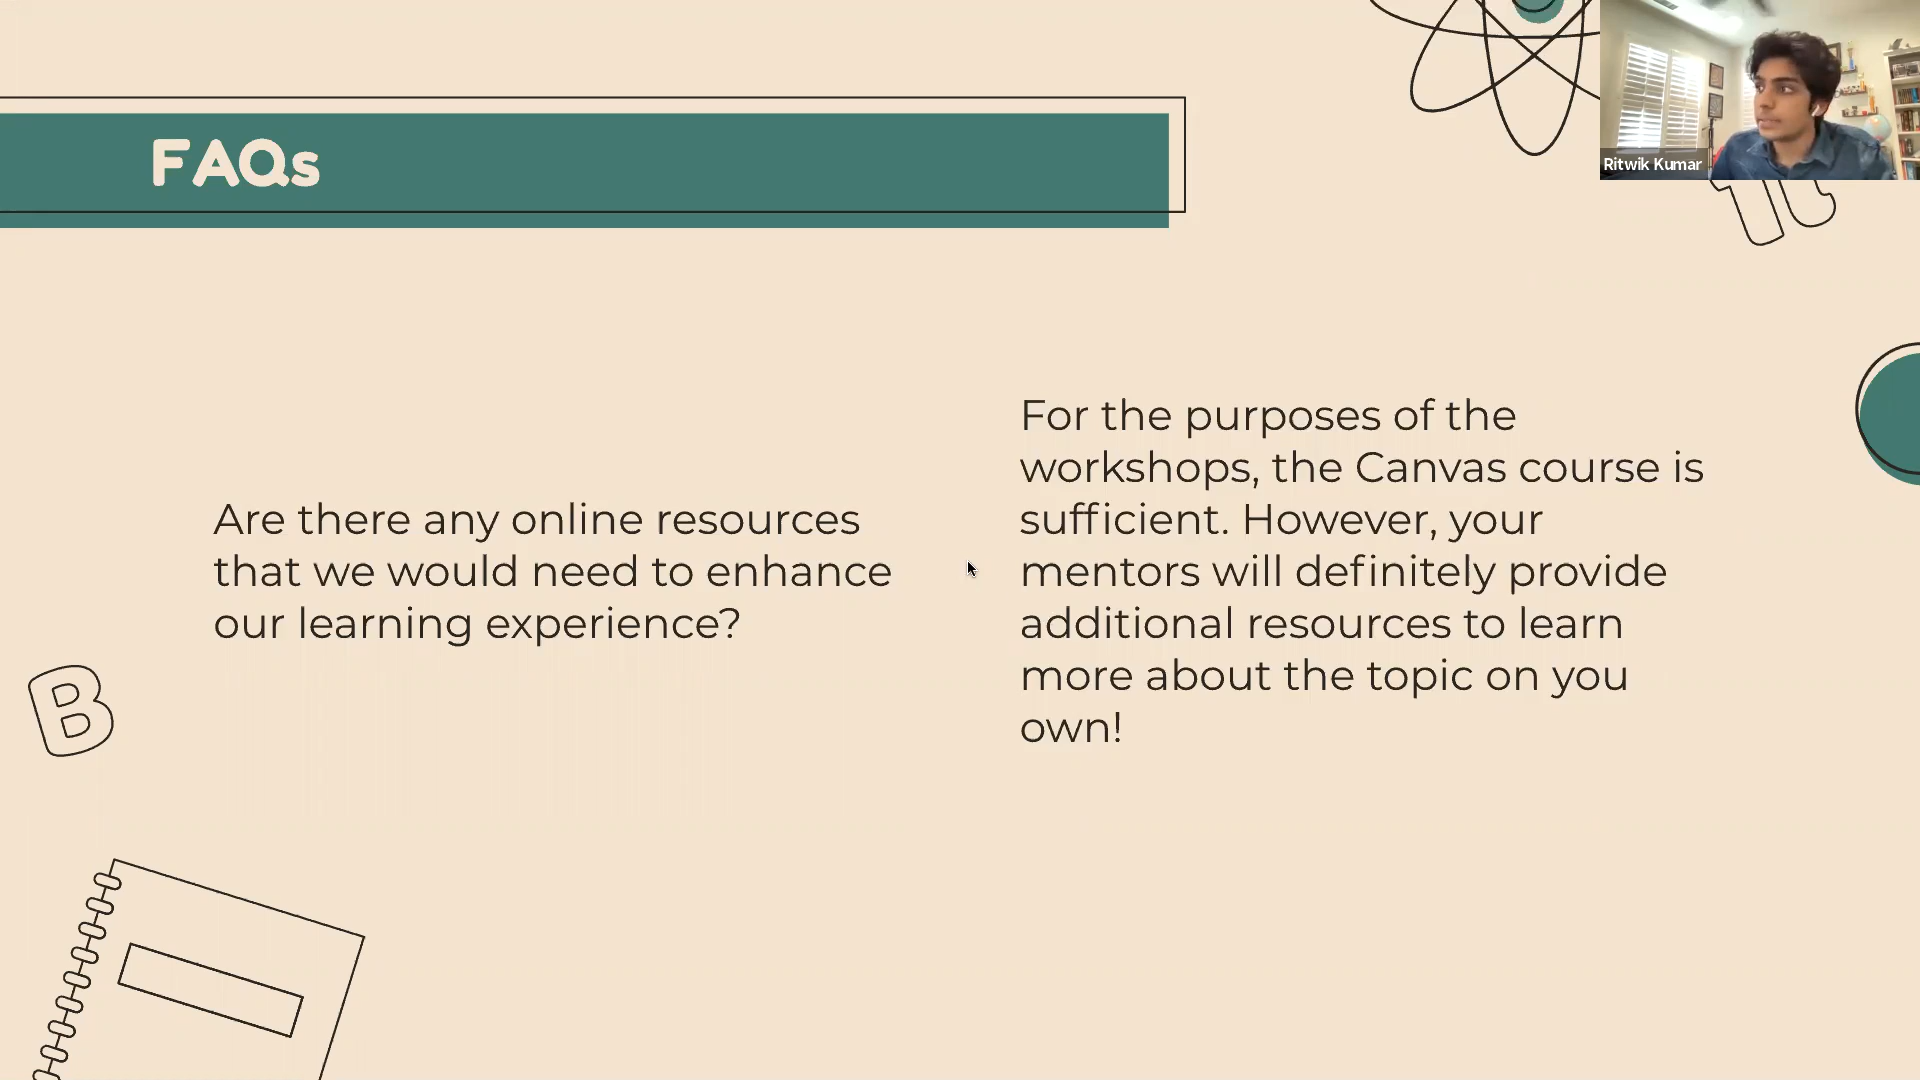 FAQs
Ritwik Kumar
Are there any online resources
that we would need to enhance
our learning experience?
For the purposes of the
workshops, the Canvas course is
sufficient. However, your
mentors will definitely provide
additional resources to learn
more about the topic on you
own!
B
π